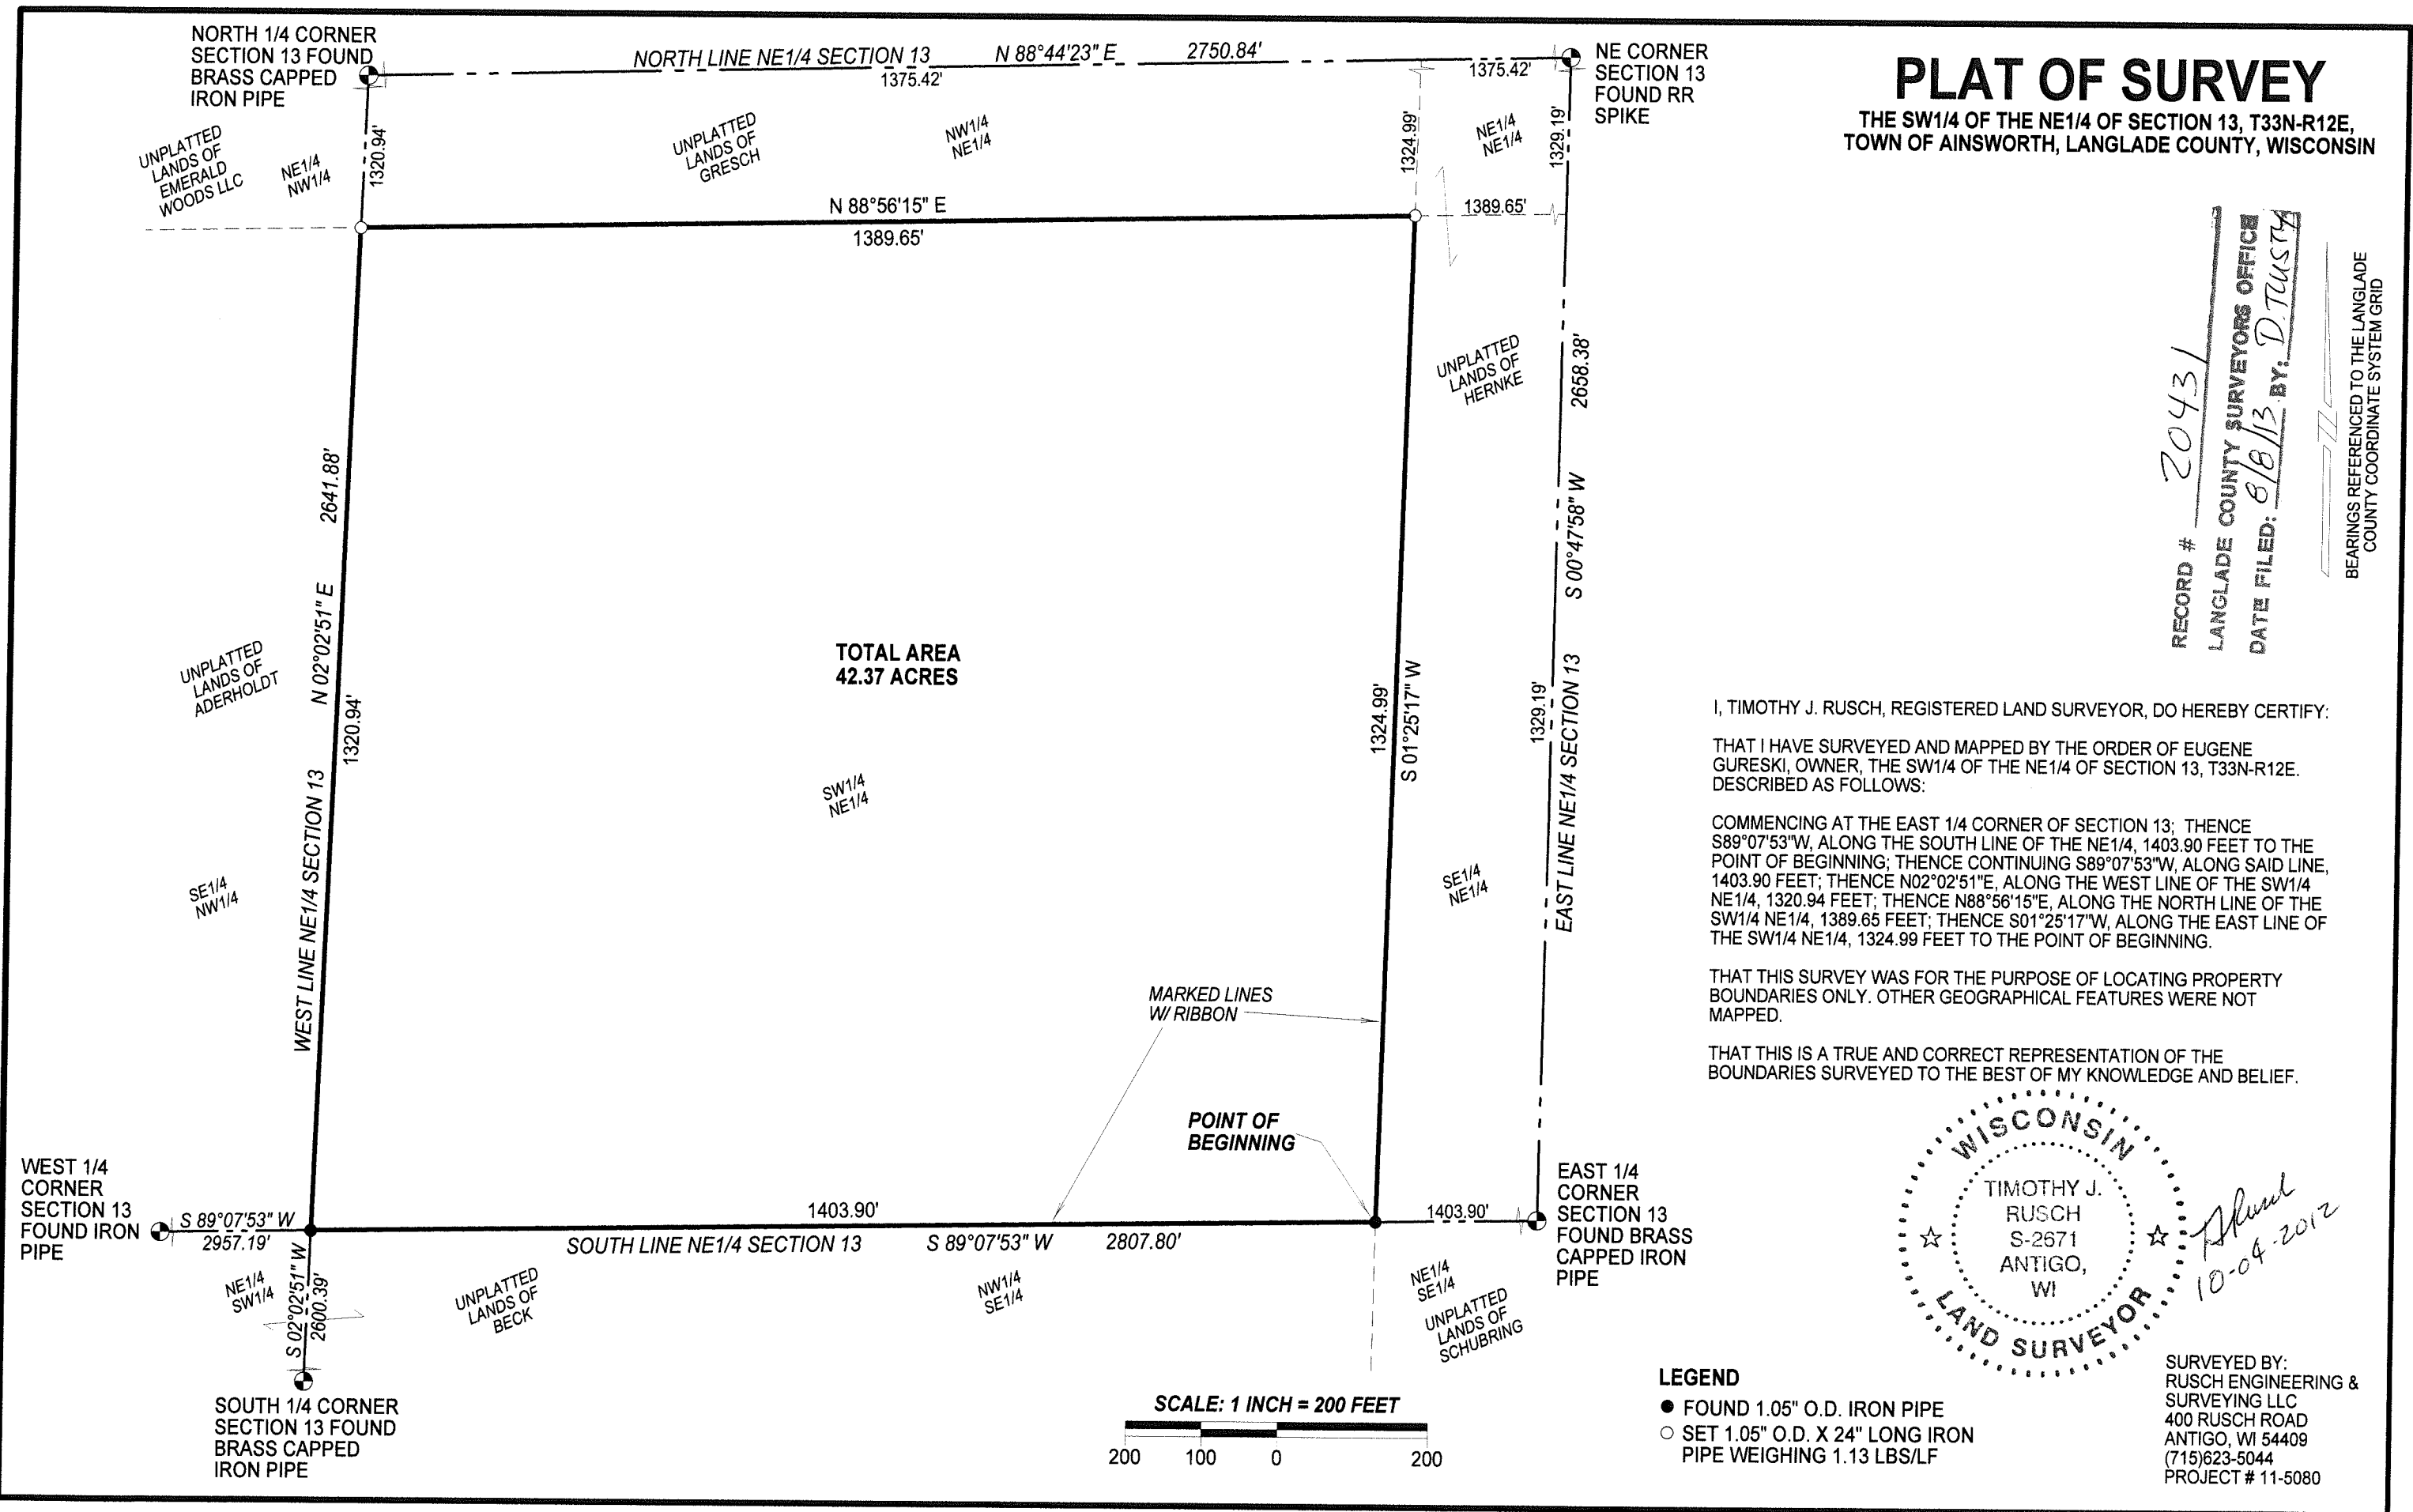 PLAT OF SURVEY
THE SW1/4 OF THE NE1/4 OF SECTION 13, T33N-R12E,
TOWN OF AINSWORTH, LANGLADE COUNTY, WISCONSIN
NORTH 1/4 CORNER
SECTION 13 FOUND
BRASS CAPPED
IRON PIPE
NORTH LINE NE1/4 SECTION 13
N 88°44'23" E
2750.84'
1375.42'
1375.42'
NE CORNER
SECTION 13
FOUND RR
SPIKE
UNPLATTED
LANDS OF
EMERALD
WOODS LLC
NE1/4
NW1/4
1320.94'
UNPLATTED
LANDS OF
GRESCH
NW1/4
NE1/4
1324.99'
NE1/4
NE1/4
1329.19'
N 88°56'15" E
1389.65'
1389.65'
RECORD # 20431
LANGLADE COUNTY SURVEYORS OFFICE
DATE FILED: 8/8/13 BY: D. TUSTY
BEARINGS REFERENCED TO THE LANGLADE
COUNTY COORDINATE SYSTEM GRID
UNPLATTED
LANDS OF
HERNKE
WEST LINE NE1/4 SECTION 13
N 02°02'51" E
2641.88'
1320.94'
UNPLATTED
LANDS OF
ADERHOLDT
SE1/4
NW1/4
TOTAL AREA
42.37 ACRES
SW1/4
NE1/4
1324.99'
S 01°25'17" W
1329.19'
EAST LINE NE1/4 SECTION 13
S 00°47'58" W
2658.38'
SE1/4
NE1/4
I, TIMOTHY J. RUSCH, REGISTERED LAND SURVEYOR, DO HEREBY CERTIFY:
THAT I HAVE SURVEYED AND MAPPED BY THE ORDER OF EUGENE
GURESKI, OWNER, THE SW1/4 OF THE NE1/4 OF SECTION 13, T33N-R12E.
DESCRIBED AS FOLLOWS:
COMMENCING AT THE EAST 1/4 CORNER OF SECTION 13; THENCE
S89°07'53"W, ALONG THE SOUTH LINE OF THE NE1/4, 1403.90 FEET TO THE
POINT OF BEGINNING; THENCE CONTINUING S89°07'53"W, ALONG SAID LINE,
1403.90 FEET; THENCE N02°02'51"E, ALONG THE WEST LINE OF THE SW1/4
NE1/4, 1320.94 FEET; THENCE N88°56'15"E, ALONG THE NORTH LINE OF THE
SW1/4 NE1/4, 1389.65 FEET; THENCE S01°25'17"W, ALONG THE EAST LINE OF
THE SW1/4 NE1/4, 1324.99 FEET TO THE POINT OF BEGINNING.
THAT THIS SURVEY WAS FOR THE PURPOSE OF LOCATING PROPERTY
BOUNDARIES ONLY. OTHER GEOGRAPHICAL FEATURES WERE NOT
MAPPED.
THAT THIS IS A TRUE AND CORRECT REPRESENTATION OF THE
BOUNDARIES SURVEYED TO THE BEST OF MY KNOWLEDGE AND BELIEF.
MARKED LINES
W/ RIBBON
POINT OF
BEGINNING
WEST 1/4
CORNER
SECTION 13
FOUND IRON
PIPE
S 89°07'53" W
2957.19'
1403.90'
SOUTH LINE NE1/4 SECTION 13
S 89°07'53" W
2807.80'
1403.90'
EAST 1/4
CORNER
SECTION 13
FOUND BRASS
CAPPED IRON
PIPE
NE1/4
SW1/4
S 02°02'51" W
2600.39'
UNPLATTED
LANDS OF
BECK
NW1/4
SE1/4
NE1/4
SE1/4
UNPLATTED
LANDS OF
SCHUBRING
SOUTH 1/4 CORNER
SECTION 13 FOUND
BRASS CAPPED
IRON PIPE
SCALE: 1 INCH = 200 FEET
200 100 0 200
LEGEND
FOUND 1.05" O.D. IRON PIPE
SET 1.05" O.D. X 24" LONG IRON
PIPE WEIGHING 1.13 LBS/LF
WISCONSIN
TIMOTHY J.
RUSCH
S-2671
ANTIGO,
WI
LAND SURVEYOR
10-04-2012
SURVEYED BY:
RUSCH ENGINEERING &
SURVEYING LLC
400 RUSCH ROAD
ANTIGO, WI 54409
(715)623-5044
PROJECT # 11-5080